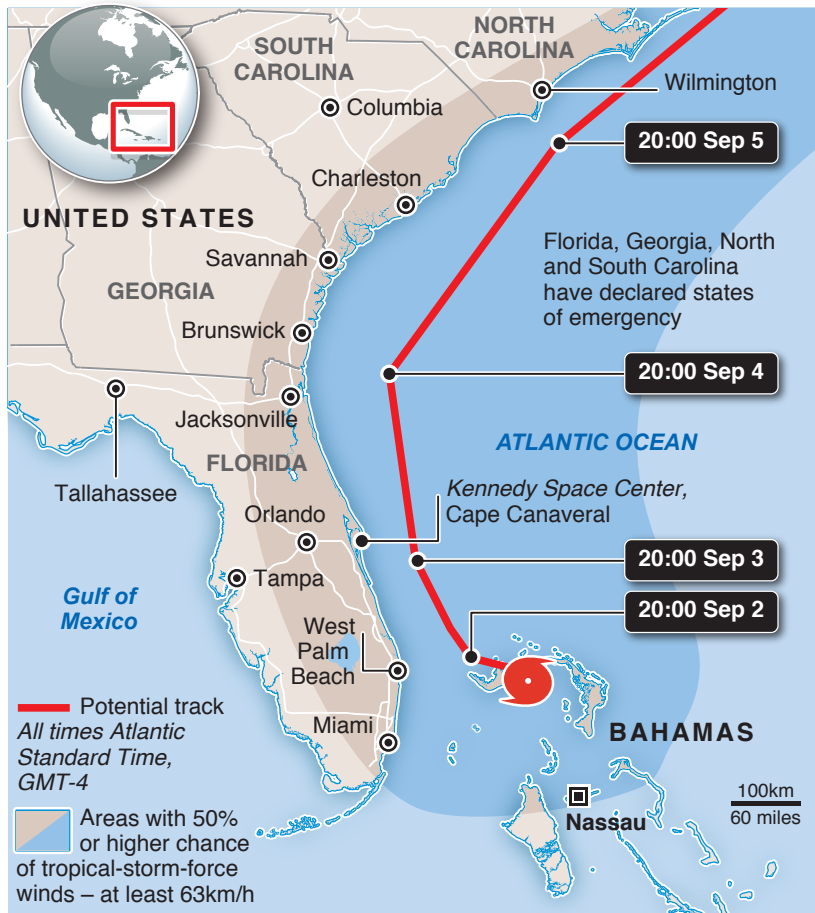 NORTH
CAROLINA
SOUTH
CAROLINA
Wilmington
Columbia
20:00 Sep 5
Charleston
UNITED STATES
Florida, Georgia, North
and South Carolina
have declared states
of emergency
Savannah
GEORGIA
Brunswick
20:00 Sep 4
Jacksonville
ATLANTIC OCEAN
FLORIDA
Tallahassee
Kennedy Space Center,
Cape Canaveral
Orlando
20:00 Sep 3
Tampa
Gulf of
Mexico
20:00 Sep 2
West
Palm
Beach
Potential track
All times Atlantic
Standard Time,
GMT-4
Miami
BAHAMAS
100km
60 miles
Nassau
Areas with 50%
or higher chance
of tropical-storm-force
winds – at least 63km/h